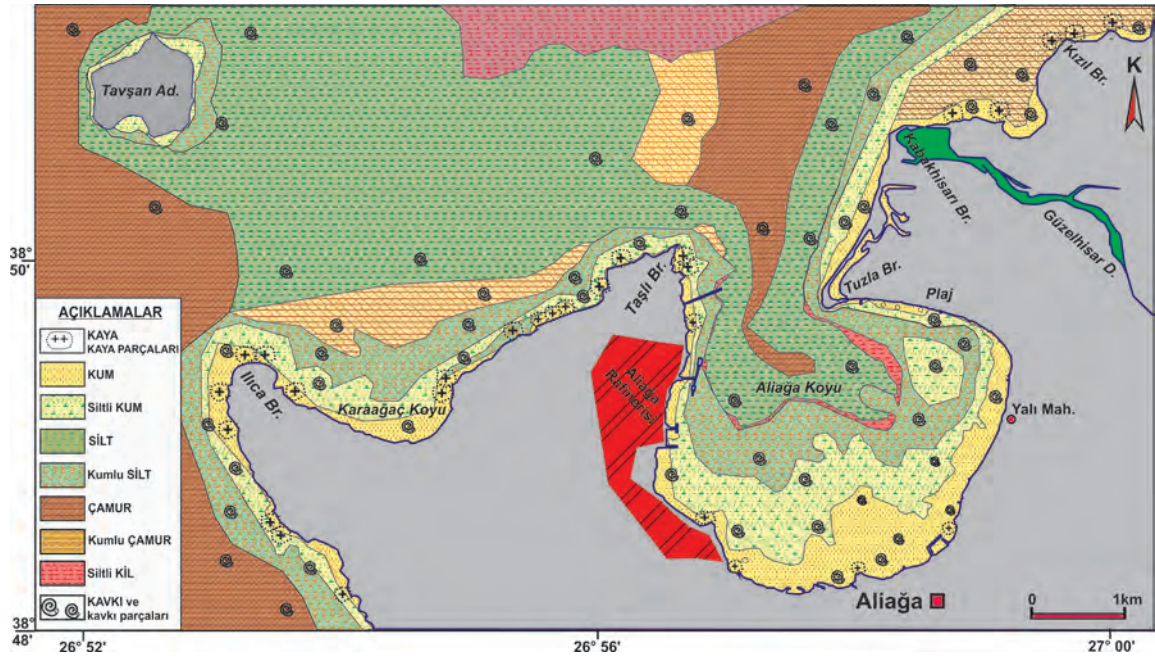 Tavşan Ad.
Kızıl Br.
K
Kabakhisarı Br.
Güzelhisar D.
Tuzla Br.
Plaj
Taşlı Br.
Aliağa
Rafinerisi
Aliağa Koyu
Yalı Mah.
Ilıca Br.
Karaağaç Koyu
Aliağa
0 1km
38°
50'
38°
48'
26° 52'
26° 56'
27° 00'
AÇIKLAMALAR
KAYA
KAYA PARÇALARI
KUM
Siltli KUM
SİLT
Kumlu SİLT
ÇAMUR
Kumlu ÇAMUR
Siltli KİL
KAVKI ve
kavkı parçaları